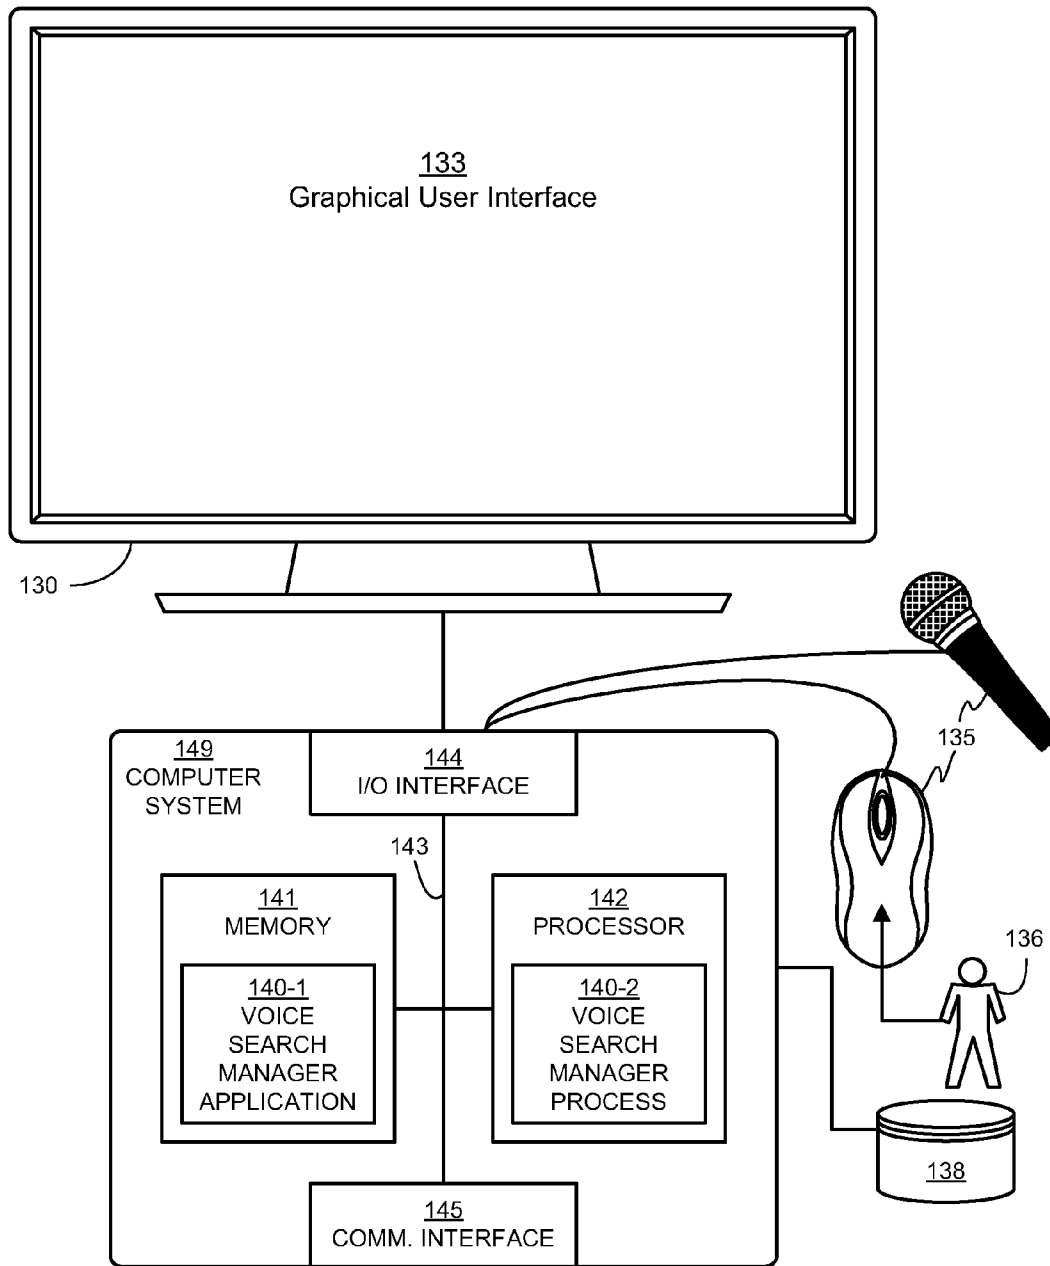 133
Graphical User Interface
130
135
149
COMPUTER
SYSTEM
144
I/O INTERFACE
143
141
MEMORY
142
PROCESSOR
136
140-1
VOICE
SEARCH
MANAGER
APPLICATION
140-2
VOICE
SEARCH
MANAGER
PROCESS
138
145
COMM. INTERFACE